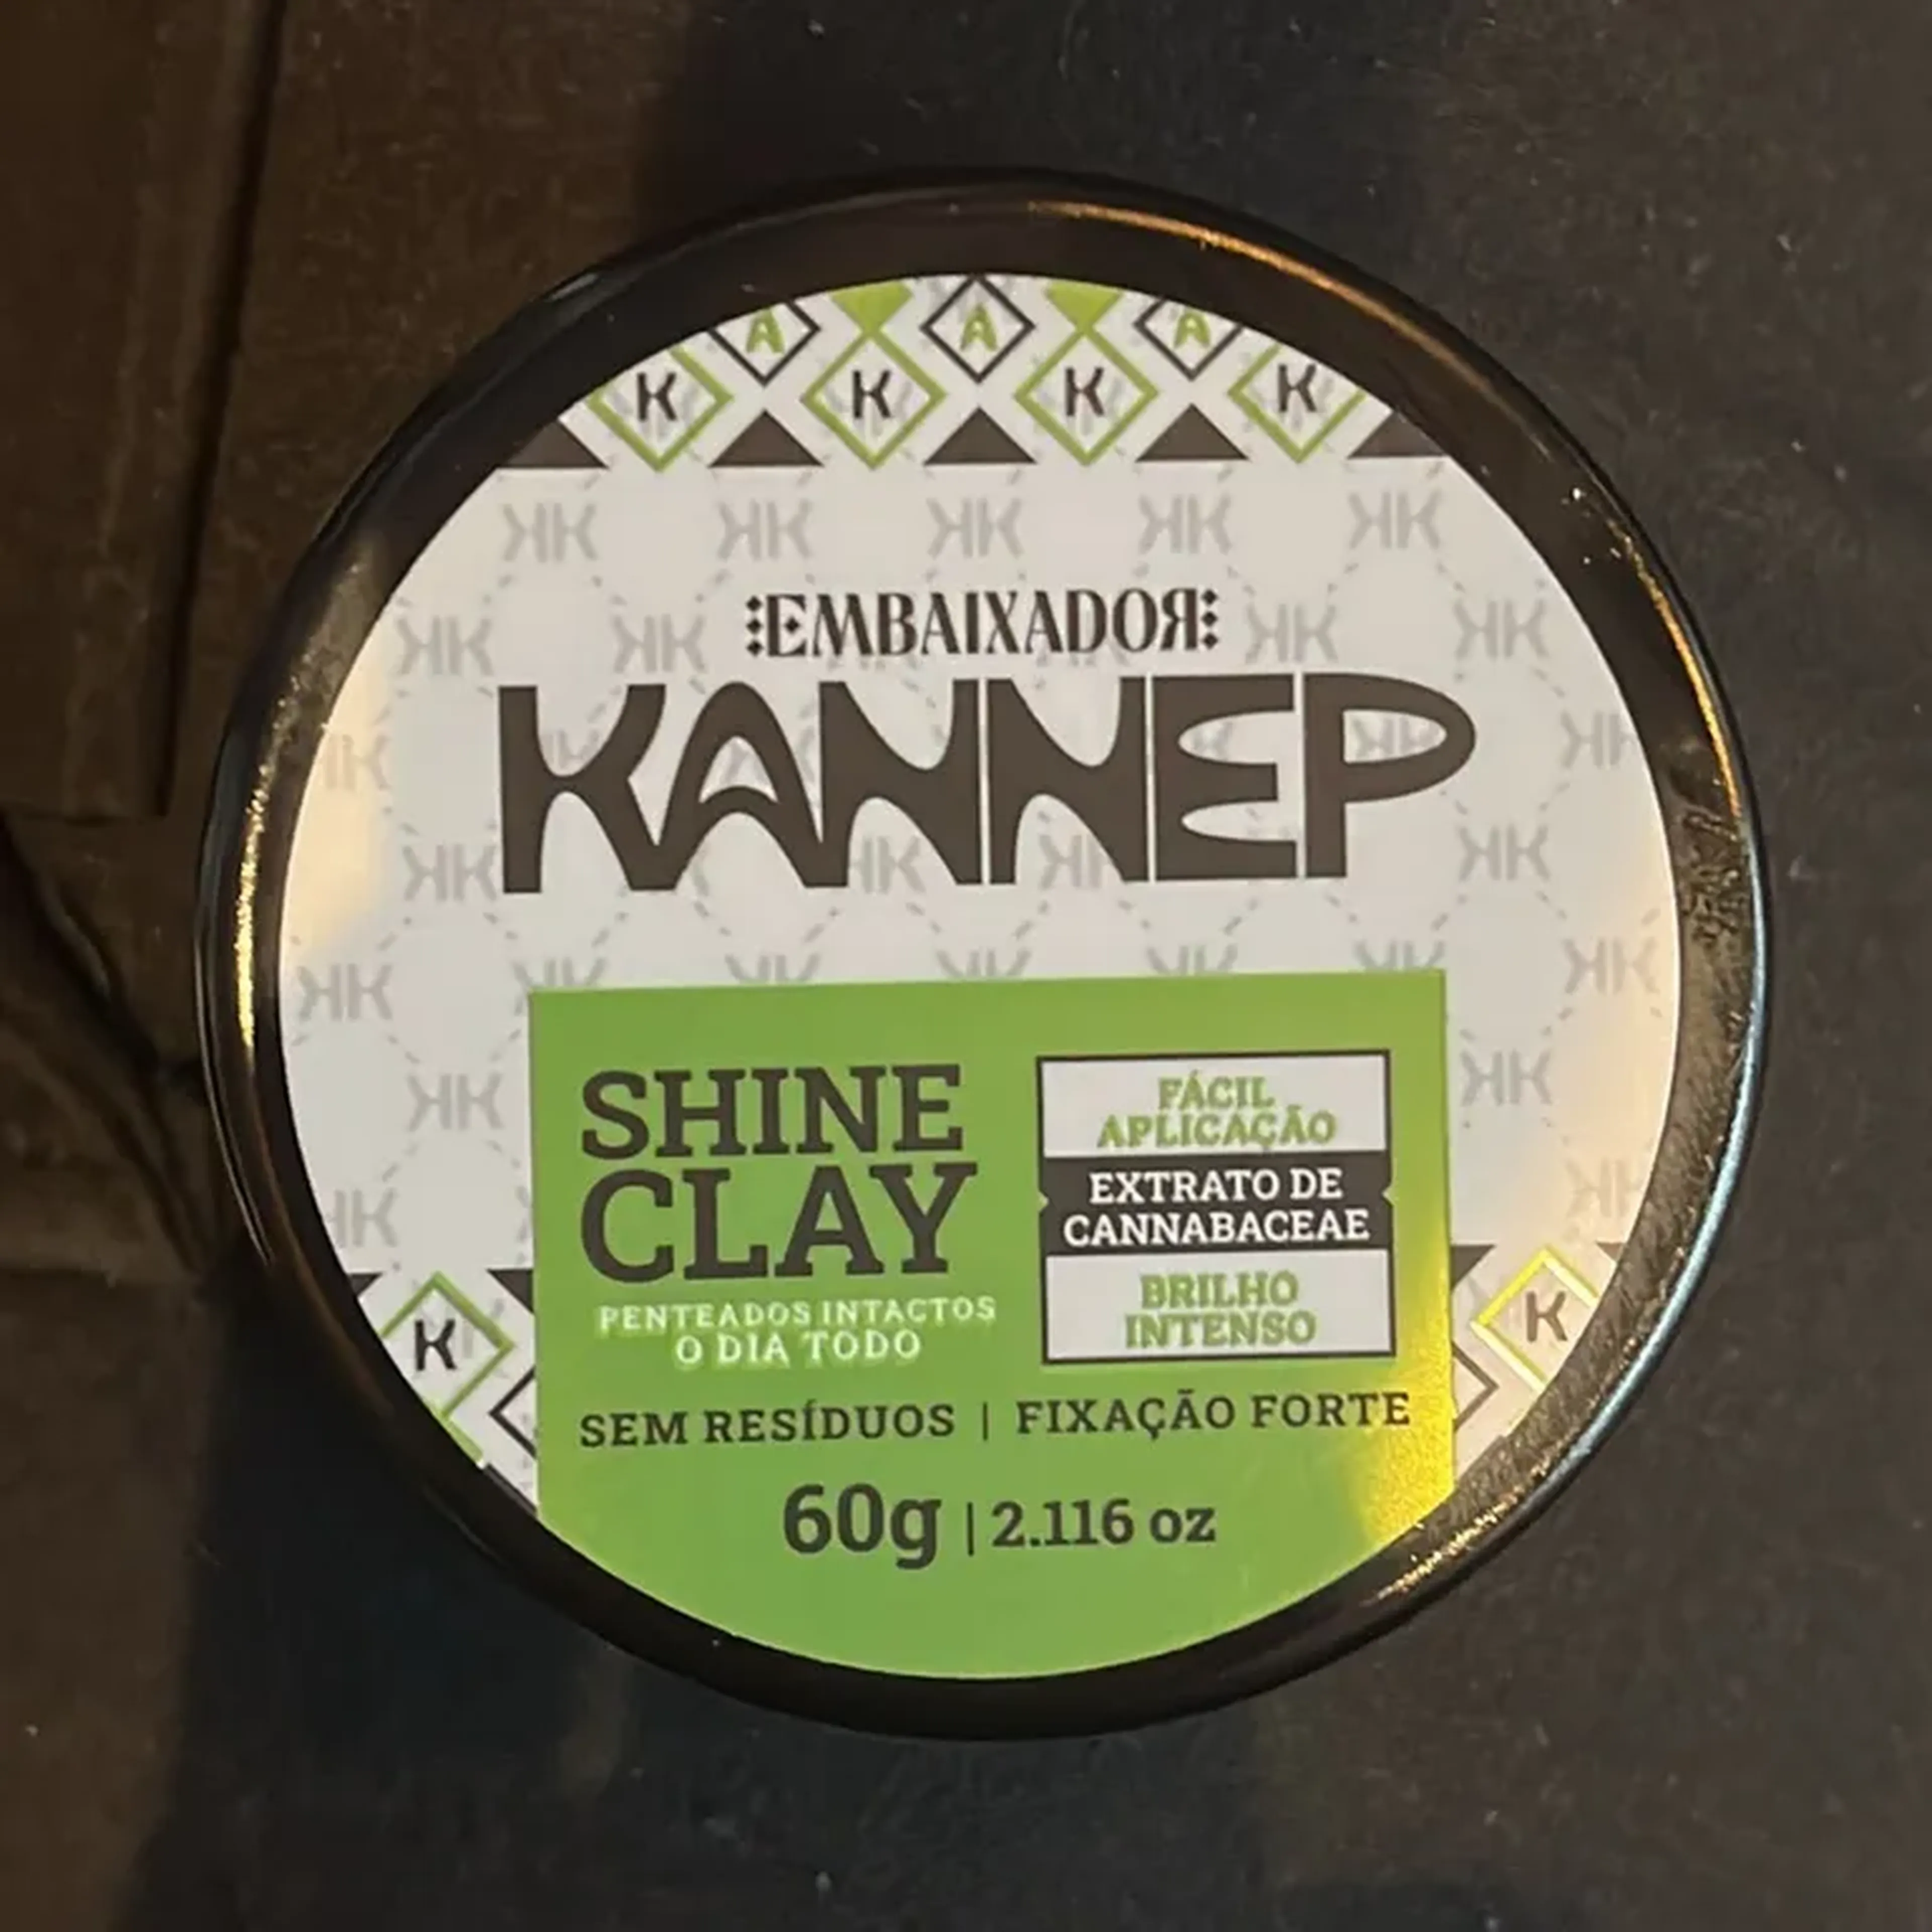 A A A
K K K K
EMBAIXADOR
KANNEP
SHINE
CLAY
PENTEADOS INTACTOS
O DIA TODO
FÁCIL
APLICAÇÃO
EXTRATO DE
CANNABACEAE
BRILHO
INTENSO
K
K
SEM RESÍDUOS | FIXAÇÃO FORTE
60g | 2.116 oz